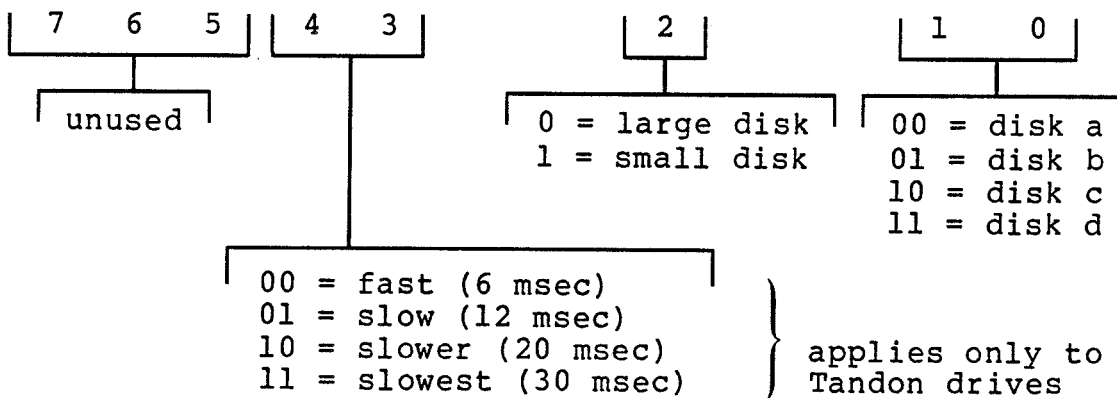 7 6 5 4 3 2 1 0
unused
0 = large disk
1 = small disk
00 = disk a
01 = disk b
10 = disk c
11 = disk d
00 = fast (6 msec)
01 = slow (12 msec)
10 = slower (20 msec)
11 = slowest (30 msec)
applies only to
Tandon drives